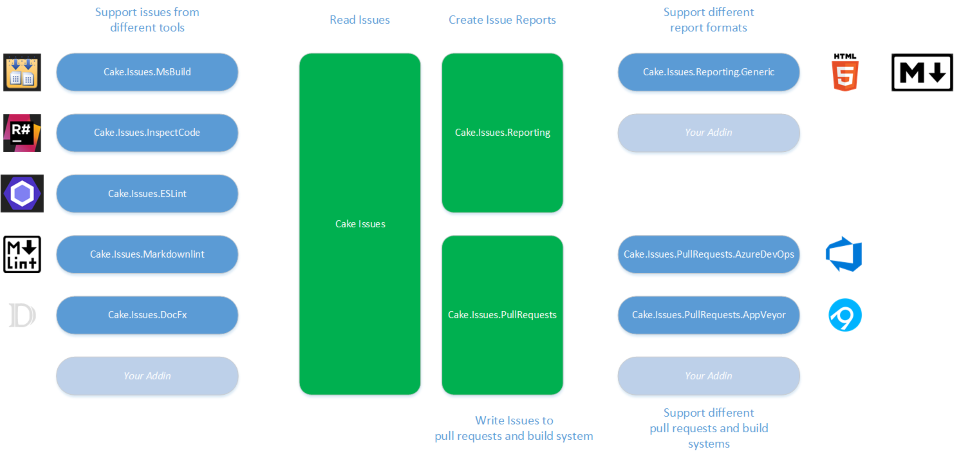 Support issues from
different tools
Read Issues
Create Issue Reports
Support different
report formats
Cake.Issues.MsBuild
Cake.Issues.Reporting.Generic
HTML
5
M
R#
Cake.Issues.InspectCode
Cake.Issues.Reporting
Your Addin
Cake.Issues.ESLint
Cake Issues
M
Lint
Cake.Issues.Markdownlint
Cake.Issues.PullRequests.AzureDevOps
D
Cake.Issues.DocFx
Cake.Issues.PullRequests
Cake.Issues.PullRequests.AppVeyor
Your Addin
Your Addin
Write Issues to
pull requests and build system
Support different
pull requests and build
systems